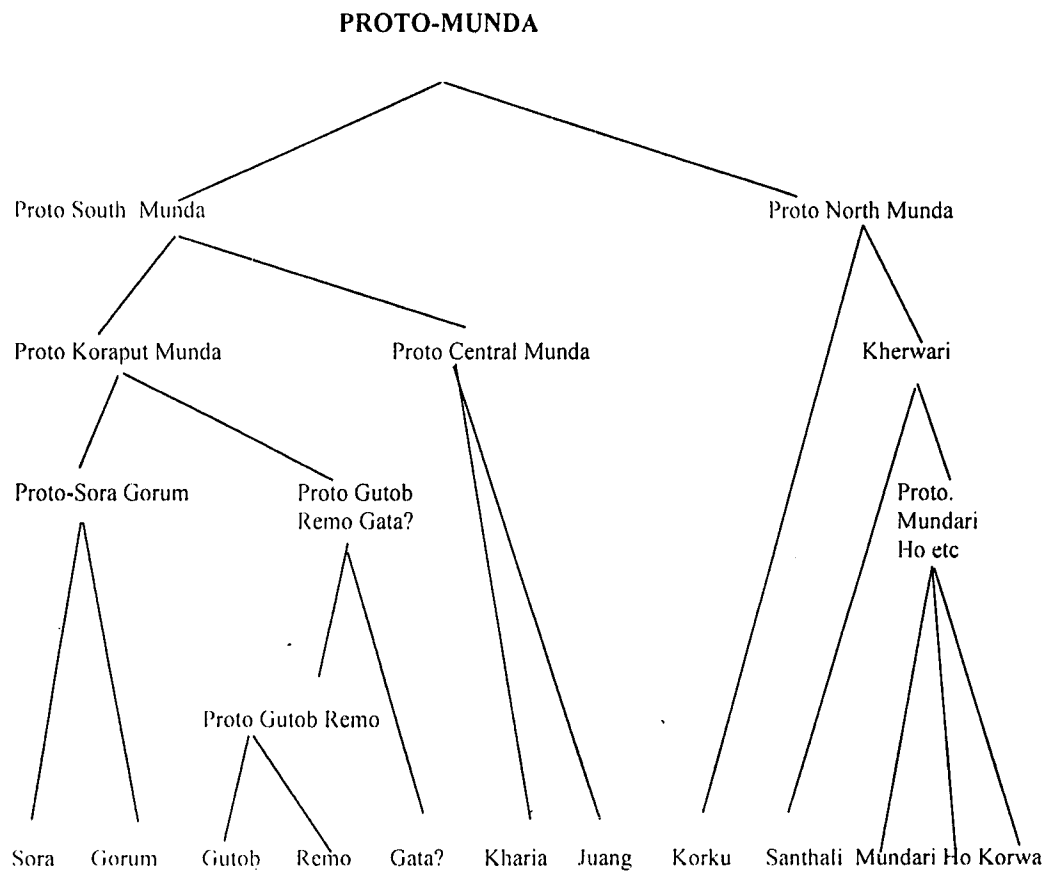 PROTO-MUNDA
Proto South Munda
Proto North Munda
Proto Koraput Munda
Proto Central Munda
Kherwari
Proto-Sora Gorum
Proto Gutob
Remo Gata?
Proto.
Mundari
Ho etc
Proto Gutob Remo
Sora Gorum Gutob Remo Gata? Kharia Juang Korku Santhali Mundari Ho Korwa